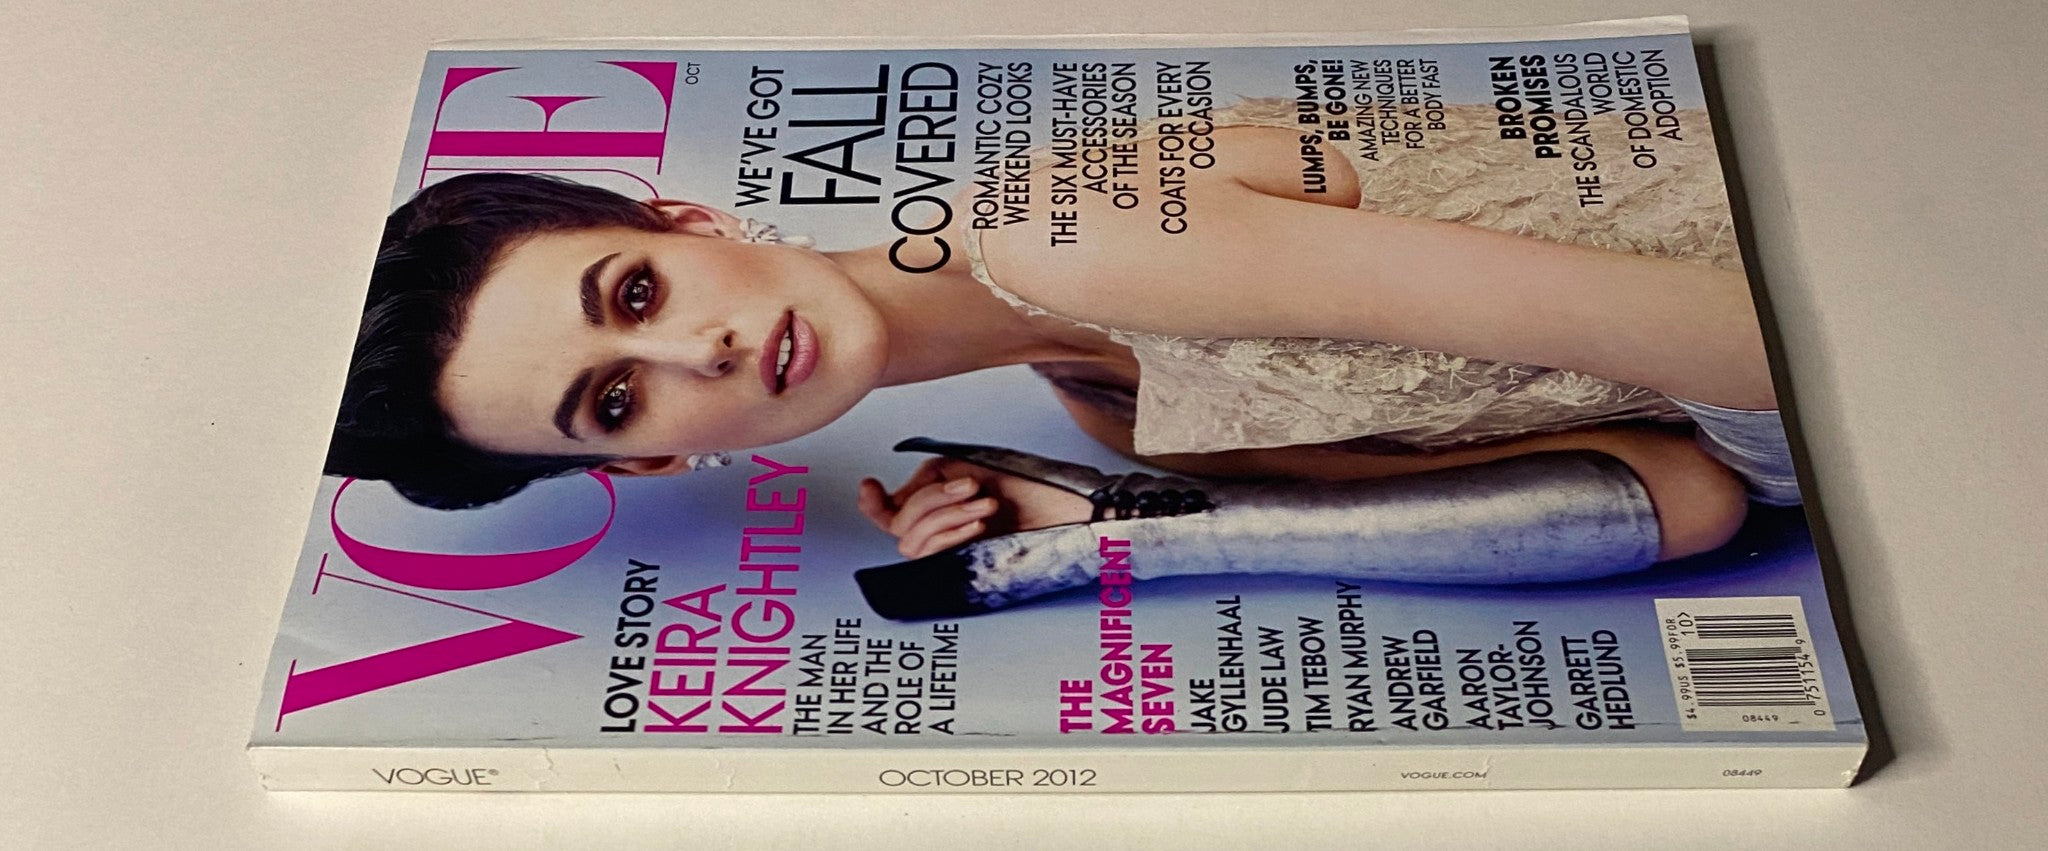 VOGUE
OCT
WE'VE GOT
FALL
COVERED
ROMANTIC COZY
WEEKEND LOOKS
THE SIX MUST-HAVE
ACCESSORIES
OF THE SEASON
COATS FOR EVERY
OCCASION
LUMPS, BUMPS,
BE GONE!
AMAZING NEW
TECHNIQUES
FOR A BETTER
BODY FAST
BROKEN
PROMISES
THE SCANDALOUS
WORLD
OF DOMESTIC
ADOPTION
LOVE STORY
KEIRA
KNIGHTLEY
THE MAN
IN HER LIFE
AND THE
ROLE OF
A LIFETIME
THE
MAGNIFICENT
SEVEN
JAKE
GYLLENHAAL
JUDE LAW
TIM TEBOW
RYAN MURPHY
ANDREW
GARFIELD
AARON
TAYLOR-
JOHNSON
GARRETT
HEDLUND
$4.99US $5.99FOR
10>
08449
0 751154 9
VOGUE®
OCTOBER 2012
VOGUE.COM
08449